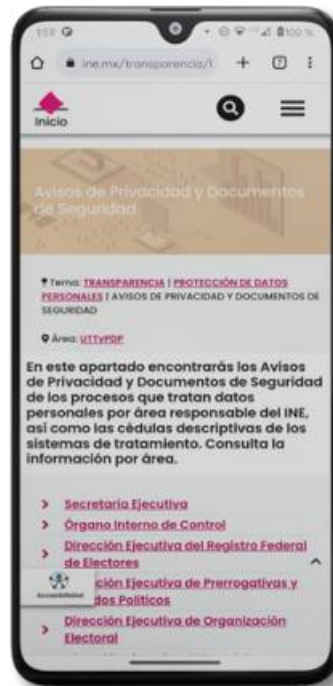 100 %
ine.mx/transparencia/
Inicio
Avisos de Privacidad y Documentos
de Seguridad
Tema: TRANSPARENCIA | PROTECCIÓN DE DATOS
PERSONALES | AVISOS DE PRIVACIDAD Y DOCUMENTOS DE
SEGURIDAD
Área: UTTyPDP
En este apartado encontrarás los Avisos
de Privacidad y Documentos de Seguridad
de los procesos que tratan datos
personales por área responsable del INE,
así como las cédulas descriptivas de los
sistemas de tratamiento. Consulta la
información por área.
Secretaría Ejecutiva
Órgano Interno de Control
Dirección Ejecutiva del Registro Federal
de Electores
ción Ejecutiva de Prerrogativas y
dos Políticos
Accesibilidad
Dirección Ejecutiva de Organización
Electoral